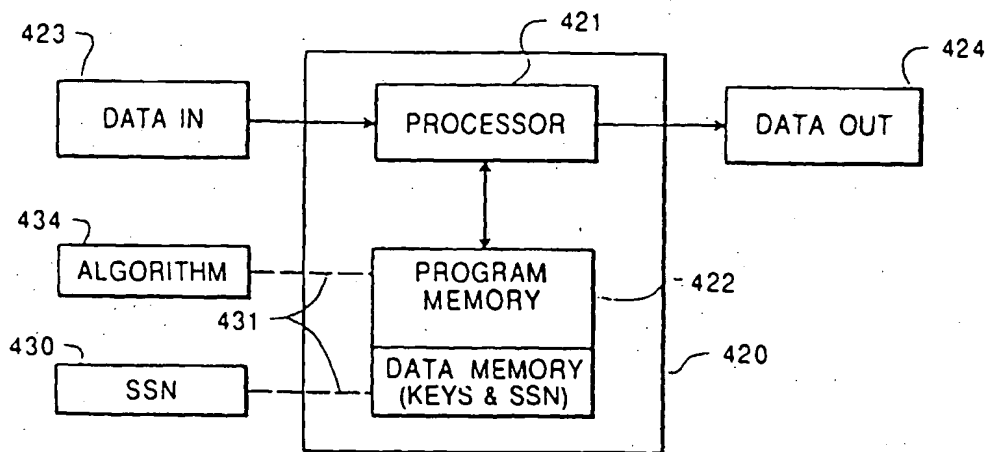 423
421
424
DATA IN
PROCESSOR
DATA OUT
434
ALGORITHM
PROGRAM
MEMORY
422
431
430
420
SSN
DATA MEMORY
(KEYS & SSN)